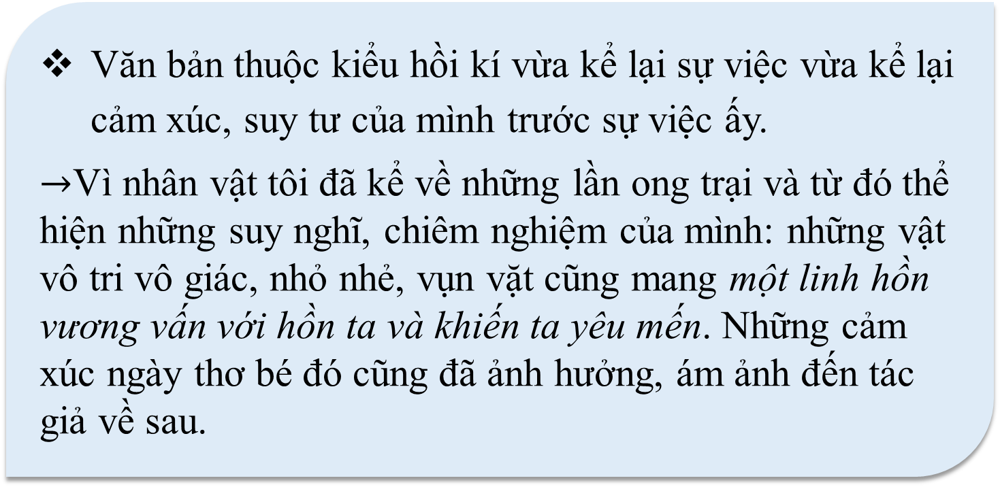 ❖ Văn bản thuộc kiểu hồi kí vừa kể lại sự việc vừa kể lại
cảm xúc, suy tư của mình trước sự việc ấy.
→Vì nhân vật tôi đã kể về những lần ong trại và từ đó thể
hiện những suy nghĩ, chiêm nghiệm của mình: những vật
vô tri vô giác, nhỏ nhẻ, vụn vặt cũng mang một linh hồn
vương vấn với hồn ta và khiến ta yêu mến. Những cảm
xúc ngày thơ bé đó cũng đã ảnh hưởng, ám ảnh đến tác
giả về sau.